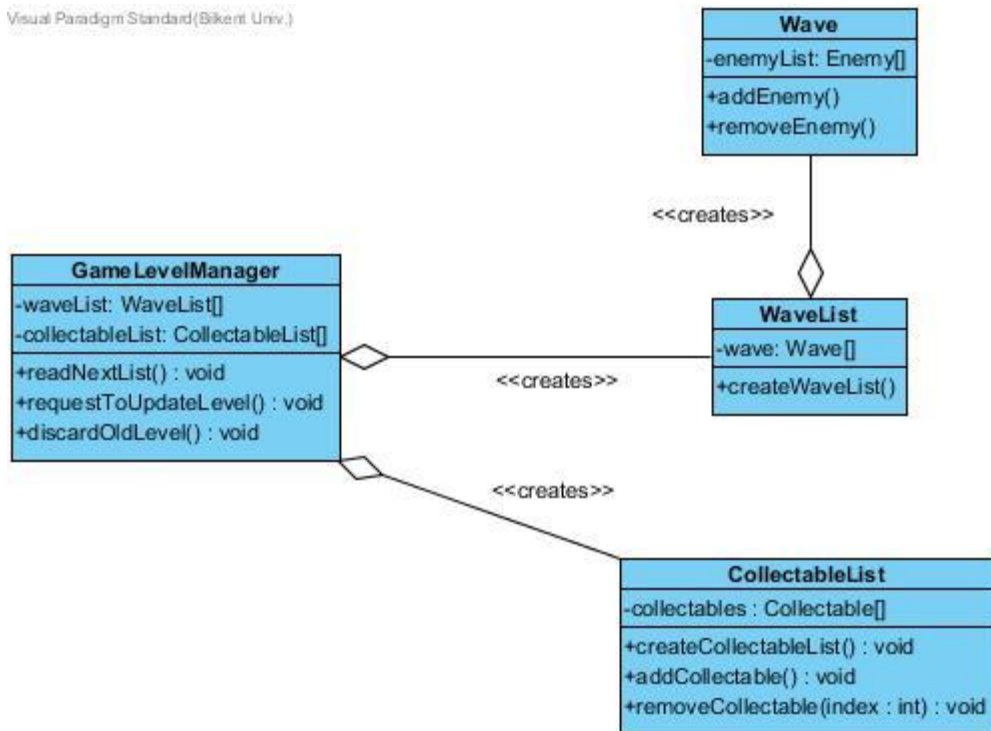 Visual Paradigm Standard(Bilkent Univ.)
Wave
-enemyList: Enemy[]
+addEnemy()
+removeEnemy()
<<creates>>
GameLevelManager
-waveList: WaveList[]
-collectableList: CollectableList[]
+readNextList() : void
+requestToUpdateLevel() : void
+discardOldLevel() : void
<<creates>>
WaveList
-wave: Wave[]
+createWaveList()
<<creates>>
CollectableList
-collectables : Collectable[]
+createCollectableList() : void
+addCollectable() : void
+removeCollectable(index : int) : void